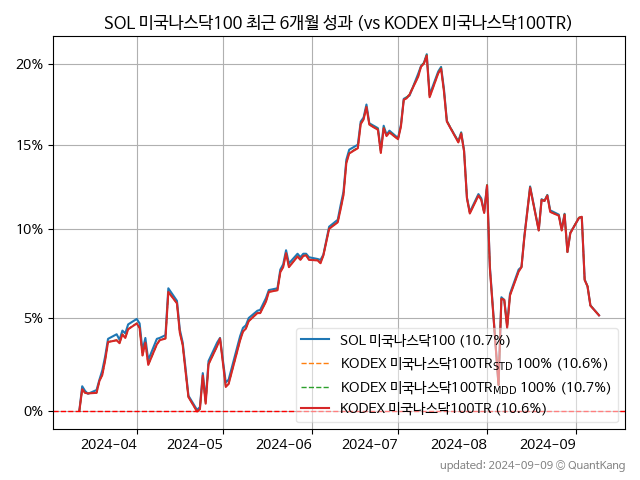 SOL 미국나스닥100 최근 6개월 성과 (vs KODEX 미국나스닥100TR)
20%
15%
10%
5%
0%
SOL 미국나스닥100 (10.7%)
KODEX 미국나스닥100TR_STD 100% (10.6%)
KODEX 미국나스닥100TR_MDD 100% (10.7%)
KODEX 미국나스닥100TR (10.6%)
2024-04 2024-05 2024-06 2024-07 2024-08 2024-09
updated: 2024-09-09 © QuantKang